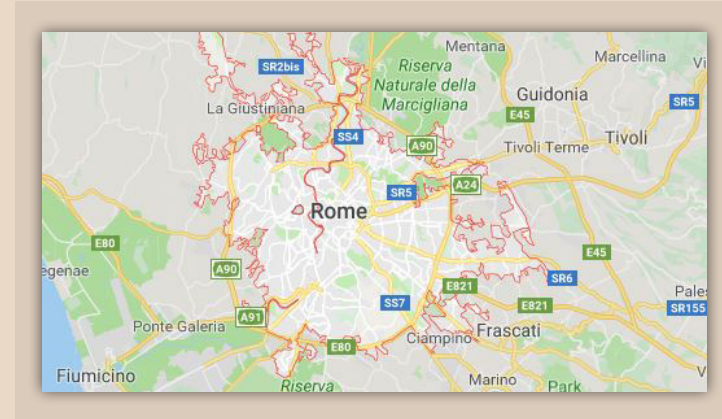 Mentana
Marcellina
SR2bis
Riserva
Naturale della
Marcigliana
Guidonia
SR5
La Giustiniana
E45
SS4
A90
Tivoli Terme
Tivoli
SR5
A24
Rome
E80
E45
A90
egenae
SR6
E821
Pales
SS7
E821
SR155
A91
Ponte Galeria
Ciampino
Frascati
E80
Fiumicino
Riserva
Marino
Park